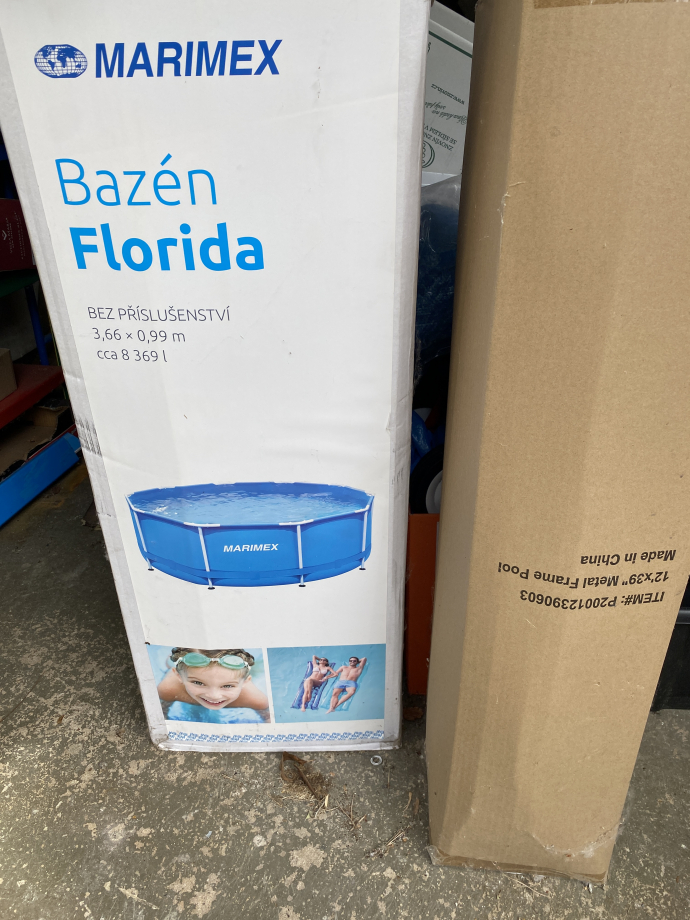 MARIMEX
Bazén
Florida
BEZ PŘÍSLUŠENSTVÍ
3,66 × 0,99 m
cca 8 369 l
MARIMEX
ITEM#: P20012390603
12'x39" Metal Frame Pool
Made in China